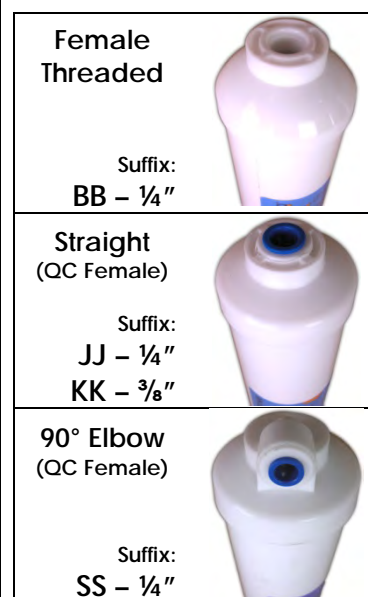 Female
Threaded
Suffix:
BB – ¼"
Straight
(QC Female)
Suffix:
JJ – ¼"
KK – ⅜"
90° Elbow
(QC Female)
Suffix:
SS – ¼"